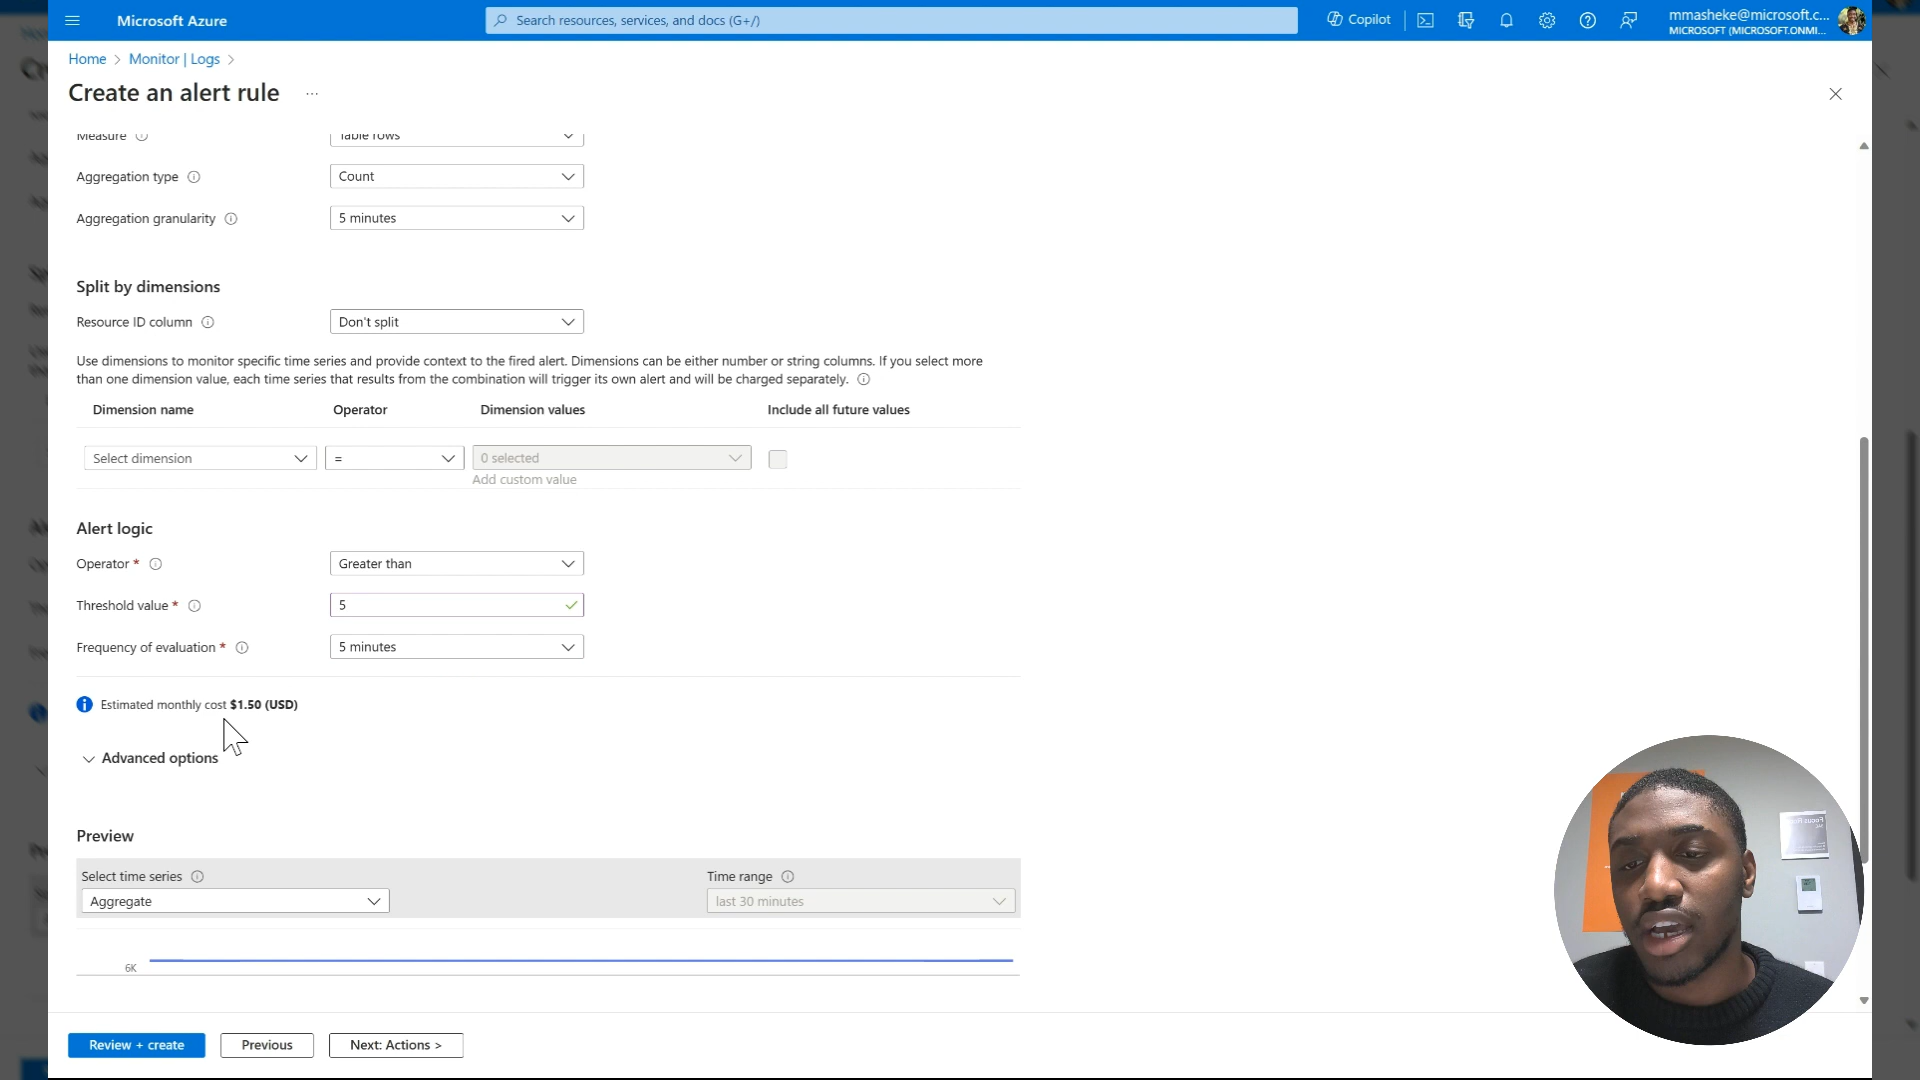 Microsoft Azure
Search resources, services, and docs (G+/)
Copilot
mmasheke@microsoft.c...
MICROSOFT (MICROSOFT.ONMI...
Home > Monitor | Logs >
Create an alert rule ...
Measure Table rows
Aggregation type Count
Aggregation granularity 5 minutes
Split by dimensions
Resource ID column Don't split
Use dimensions to monitor specific time series and provide context to the fired alert. Dimensions can be either number or string columns. If you select more
than one dimension value, each time series that results from the combination will trigger its own alert and will be charged separately.
Dimension name Operator Dimension values Include all future values
Select dimension = 0 selected
Add custom value
Alert logic
Operator * Greater than
Threshold value * 5
Frequency of evaluation * 5 minutes
Estimated monthly cost $1.50 (USD)
Advanced options
Preview
Select time series Time range
Aggregate last 30 minutes
6K
Review + create Previous Next: Actions >